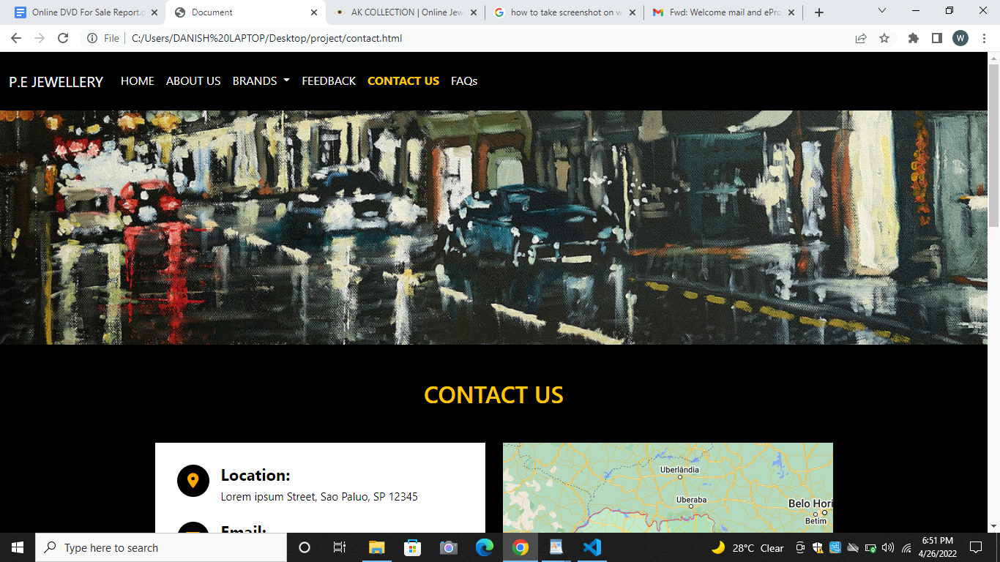 Online DVD For Sale Report.d
Document
AK COLLECTION | Online Jew
how to take screenshot on w
Fwd: Welcome mail and ePro
File
C:/Users/DANISH%20LAPTOP/Desktop/project/contact.html
W
P.E JEWELLERY
HOME
ABOUT US
BRANDS
FEEDBACK
CONTACT US
FAQs
CONTACT US
Location:
Lorem ipsum Street, Sao Paluo, SP 12345
Email:
Uberlândia
Uberaba
Belo Hori
Betim
Type here to search
28°C Clear
6:51 PM
4/26/2022